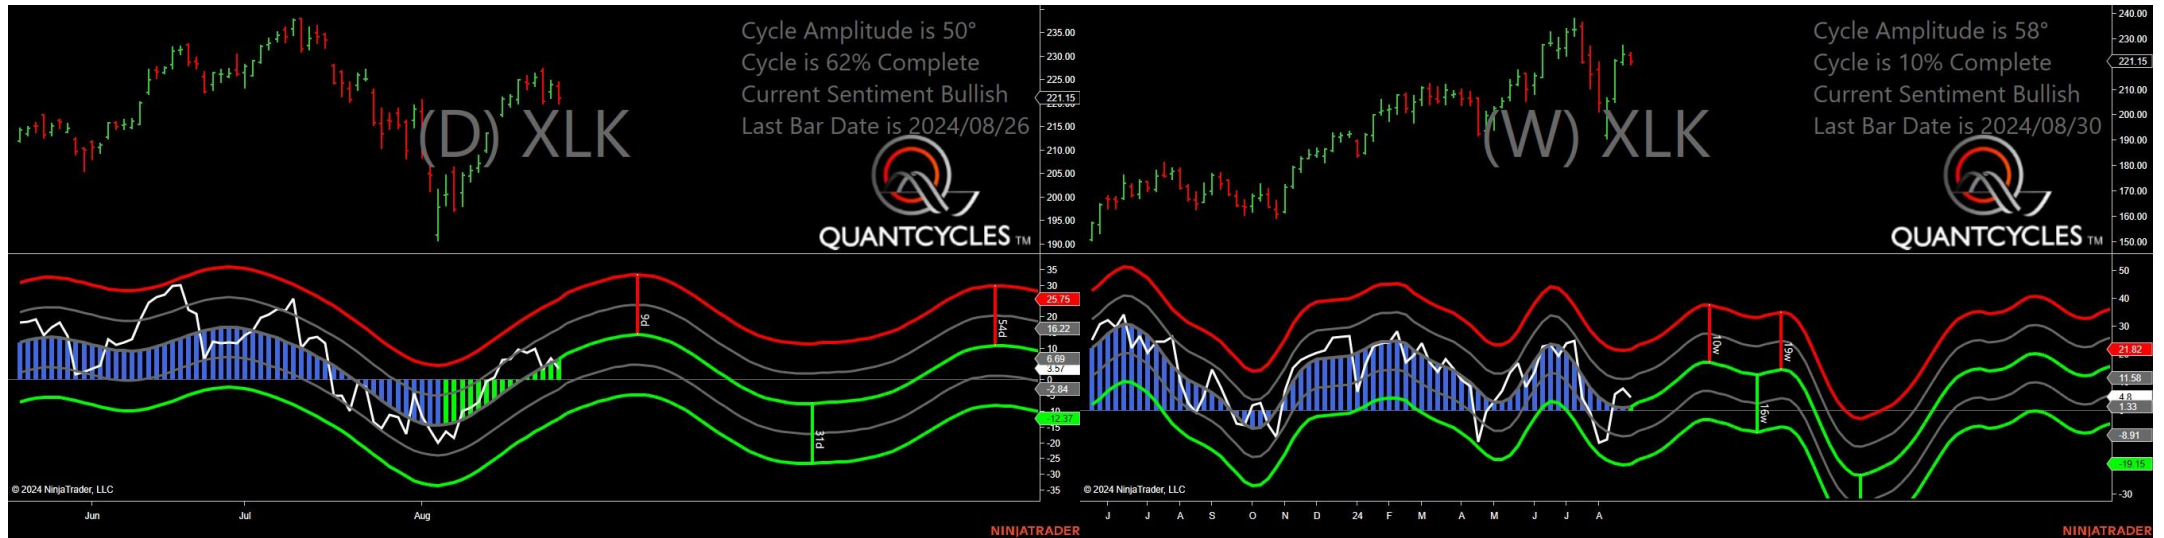 Cycle Amplitude is 50°
Cycle is 62% Complete
Current Sentiment Bullish
Last Bar Date is 2024/08/26
(D) XLK
QUANTCYCLES TM
235.00
230.00
225.00
221.15
220.00
215.00
210.00
205.00
200.00
195.00
190.00
9d
31d
54d
35
30
25.75
20
16.22
10
6.69
3.57
0
-2.84
-12.37
-15
-20
-25
-30
-35
© 2024 NinjaTrader, LLC
Jun
Jul
Aug
NINJATRADER
Cycle Amplitude is 58°
Cycle is 10% Complete
Current Sentiment Bullish
Last Bar Date is 2024/08/30
(W) XLK
QUANTCYCLES TM
240.00
230.00
221.15
210.00
200.00
190.00
180.00
170.00
160.00
150.00
10w
16w
19w
50
40
30
21.82
11.58
4.8
1.33
-8.91
-19.15
-30
© 2024 NinjaTrader, LLC
J
J
A
S
O
N
D
24
F
M
A
M
J
J
A
NINJATRADER